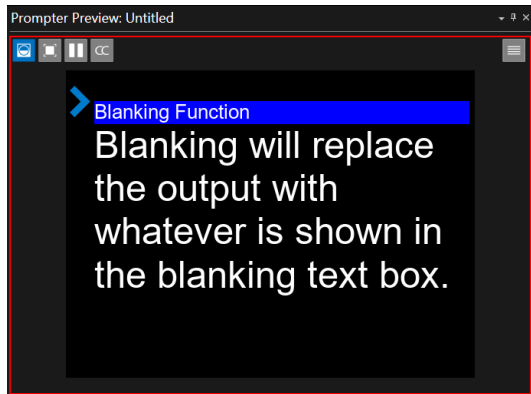 Prompter Preview: Untitled
CC
Blanking Function
Blanking will replace
the output with
whatever is shown in
the blanking text box.